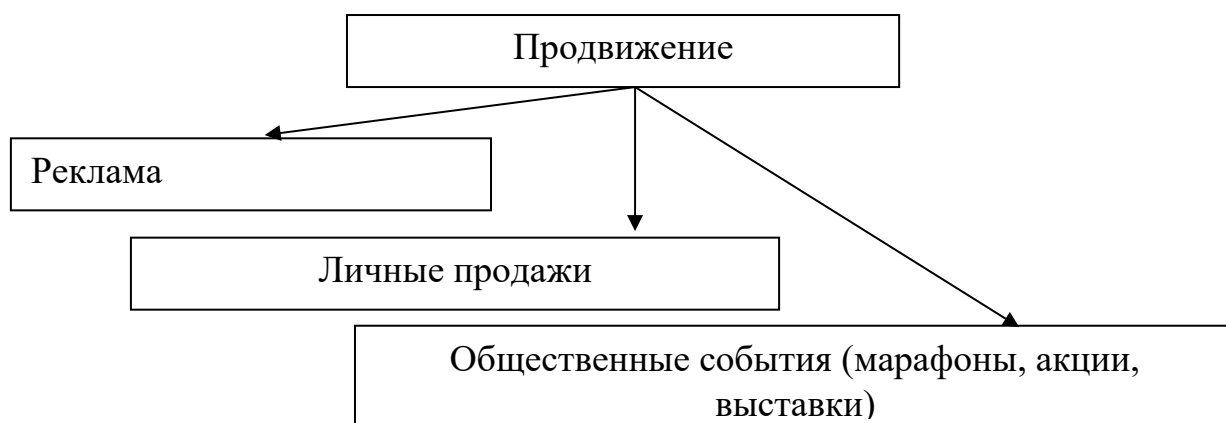 Продвижение
Реклама
Личные продажи
Общественные события (марафоны, акции,
выставки)